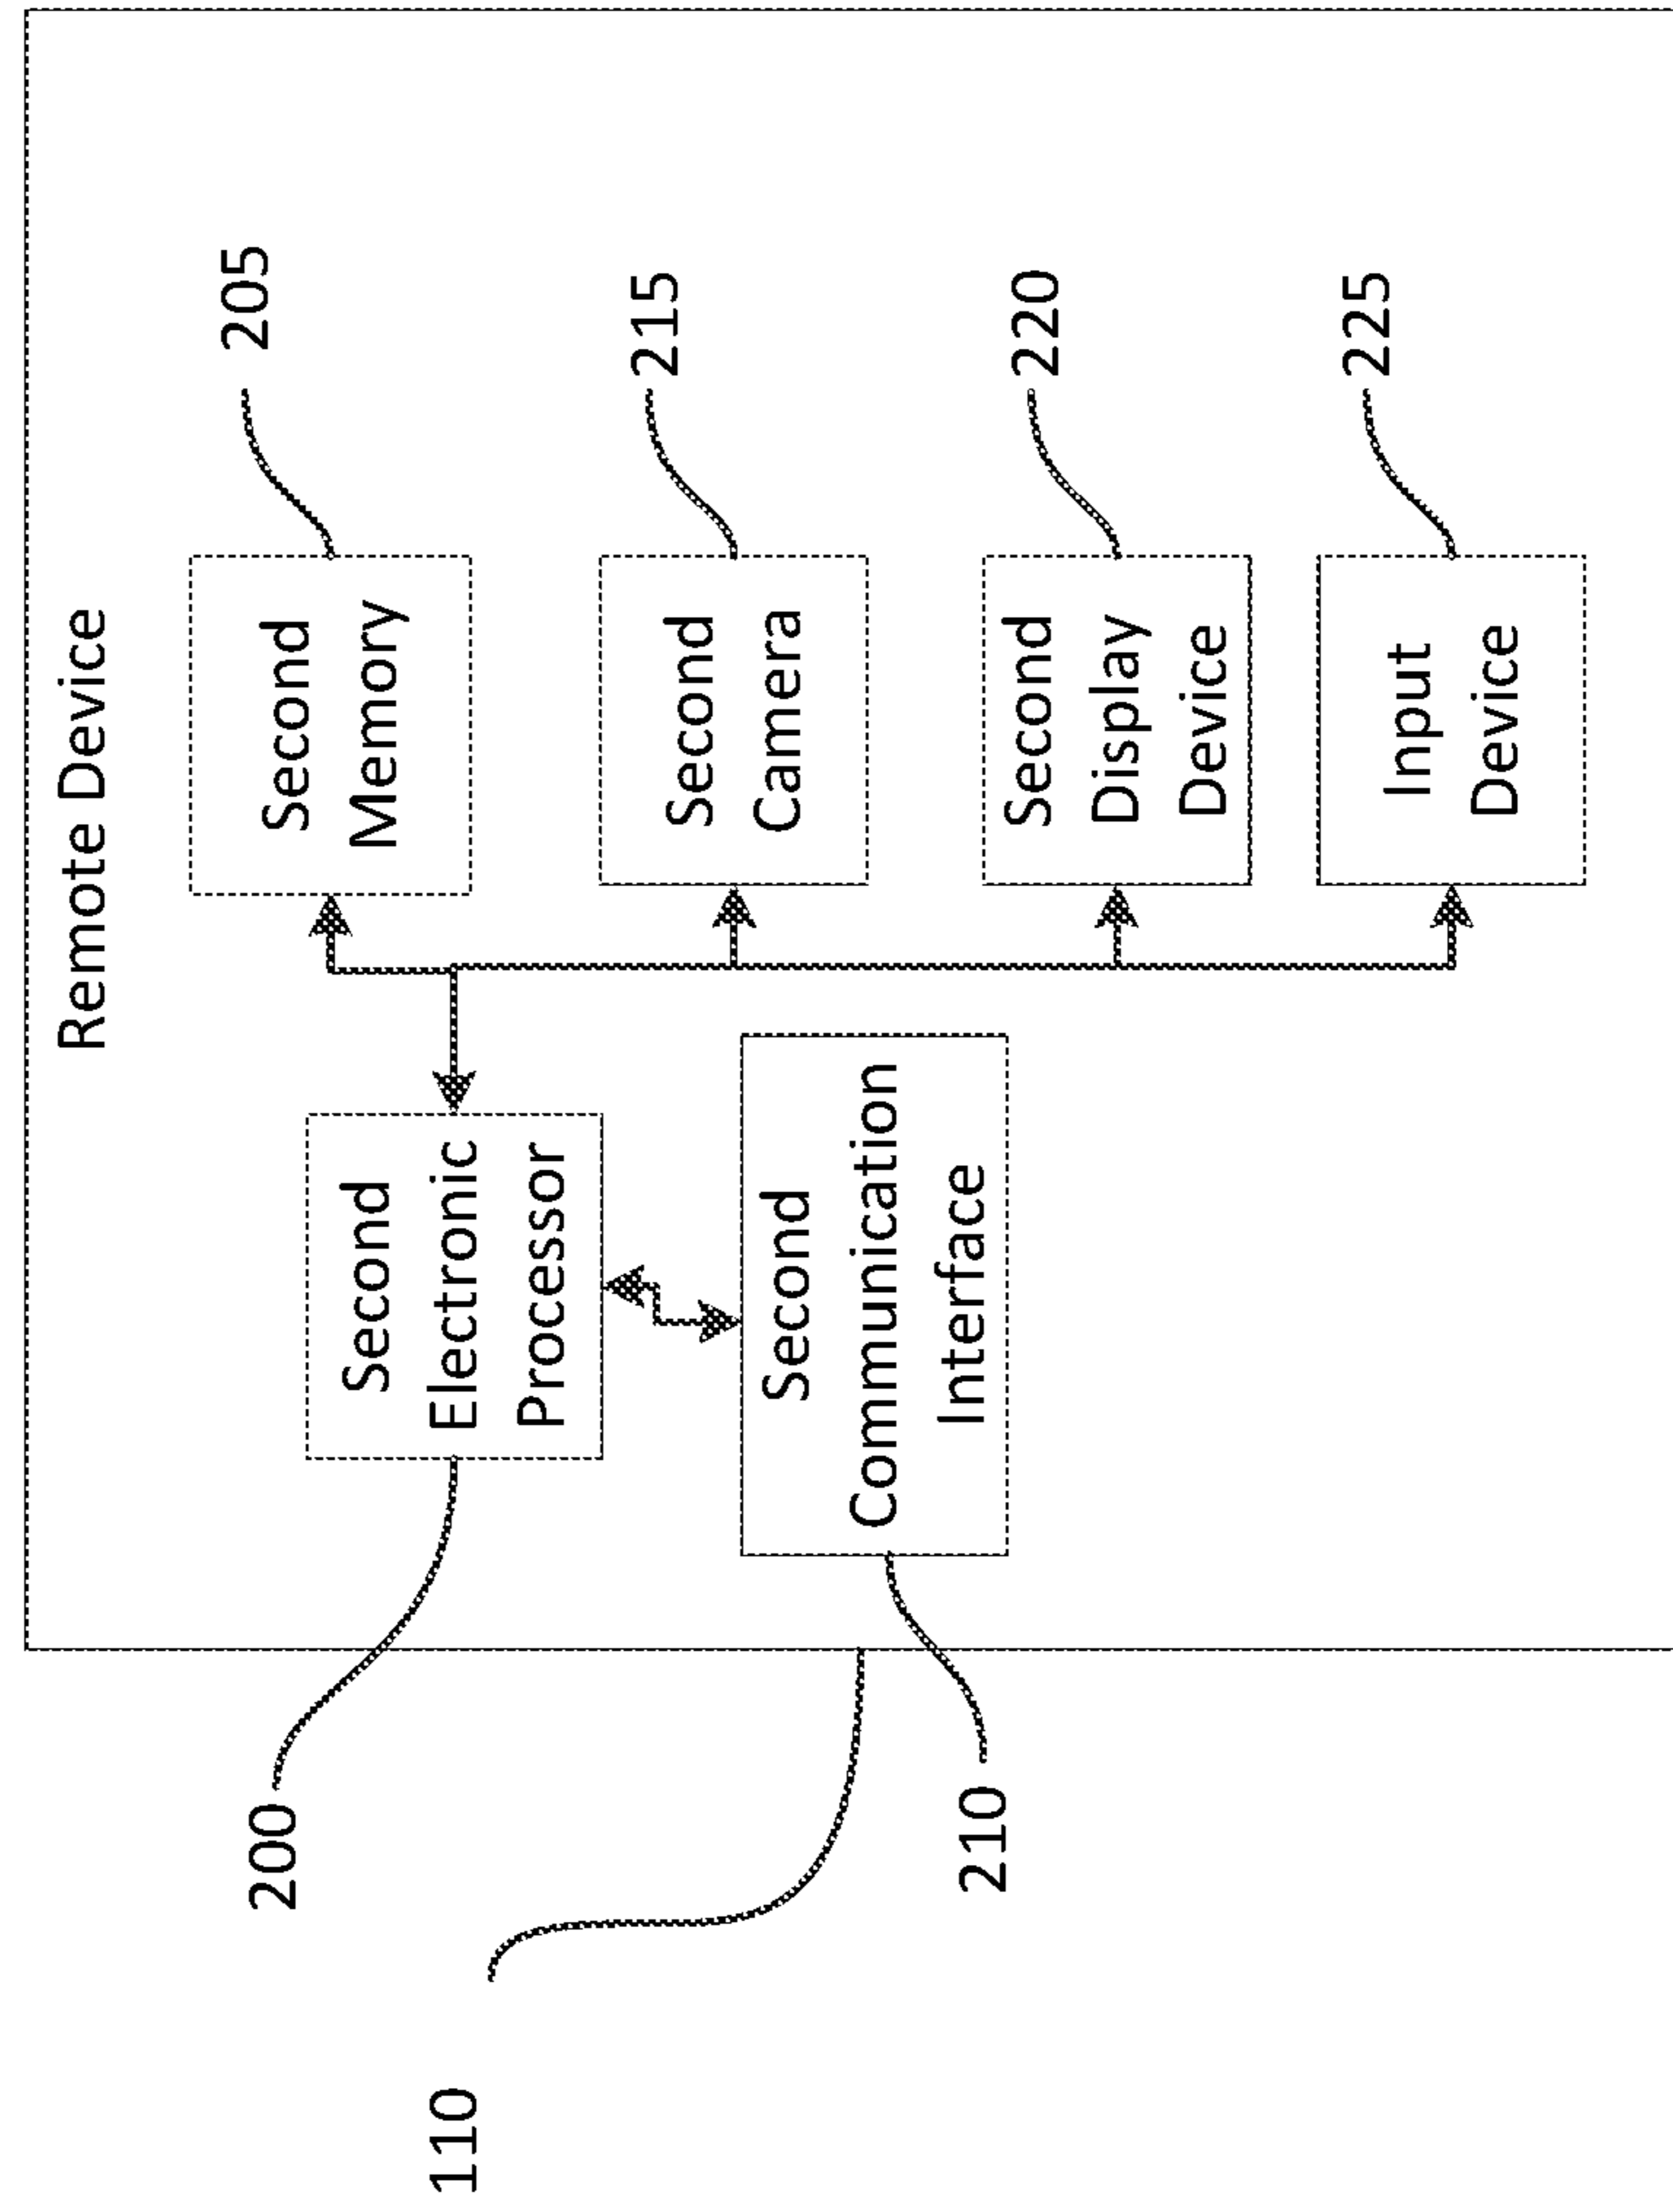 Remote Device
200
Second
Electronic
Processor
Second
Memory
205
110
210
Second
Communication
Interface
Second
Camera
215
Second
Display
Device
220
Input
Device
225